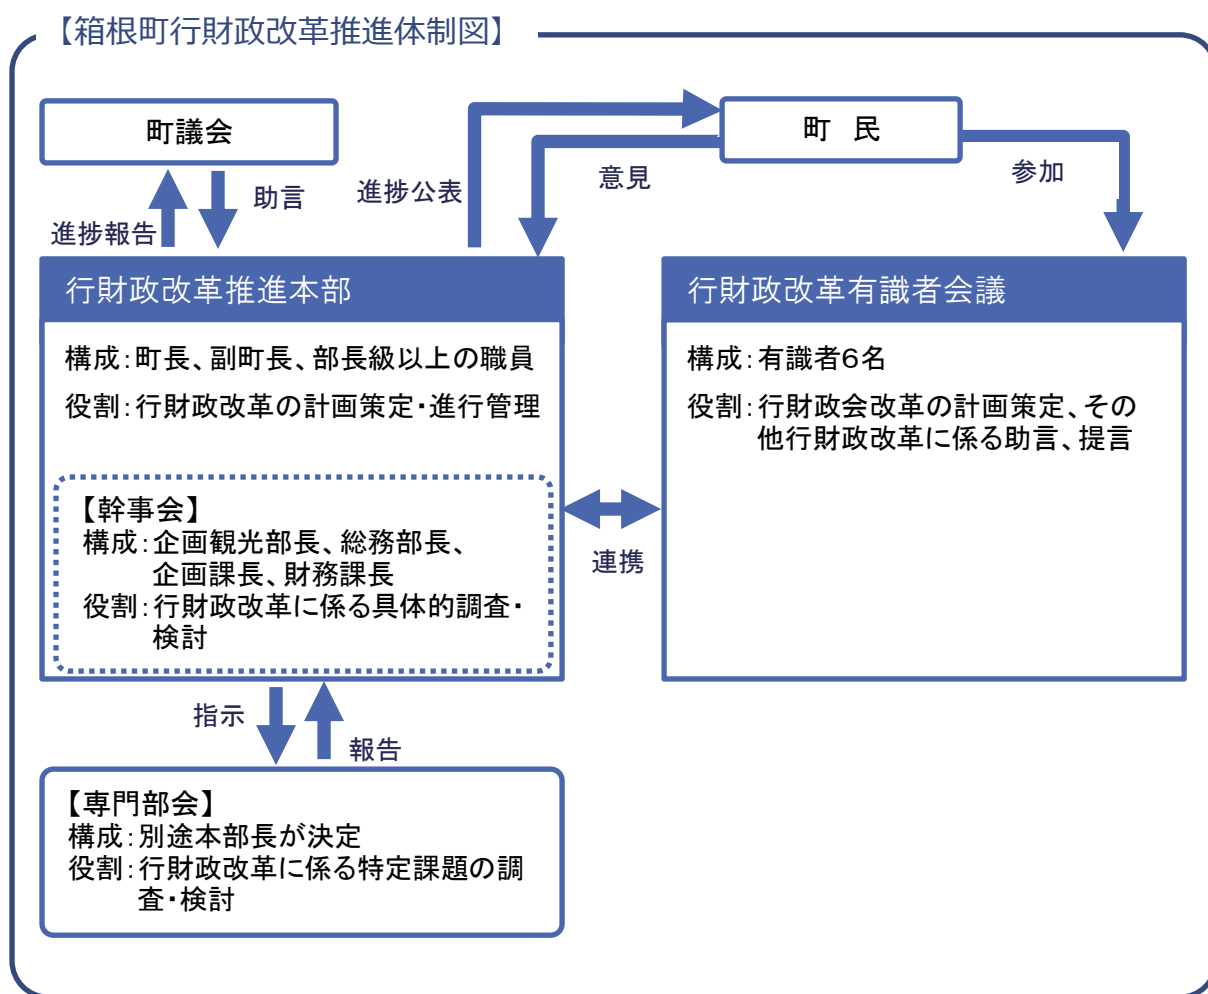 【箱根町行財政改革推進体制図】
町議会
町　民
進捗報告
助言
進捗公表
意見
参加
行財政改革推進本部
構成：町長、副町長、部長級以上の職員
役割：行財政改革の計画策定・進行管理
【幹事会】
構成：企画観光部長、総務部長、
企画課長、財務課長
役割：行財政改革に係る具体的調査・
検討
連携
行財政改革有識者会議
構成：有識者６名
役割：行財政会改革の計画策定、その
他行財政改革に係る助言、提言
指示
報告
【専門部会】
構成：別途本部長が決定
役割：行財政改革に係る特定課題の調
査・検討